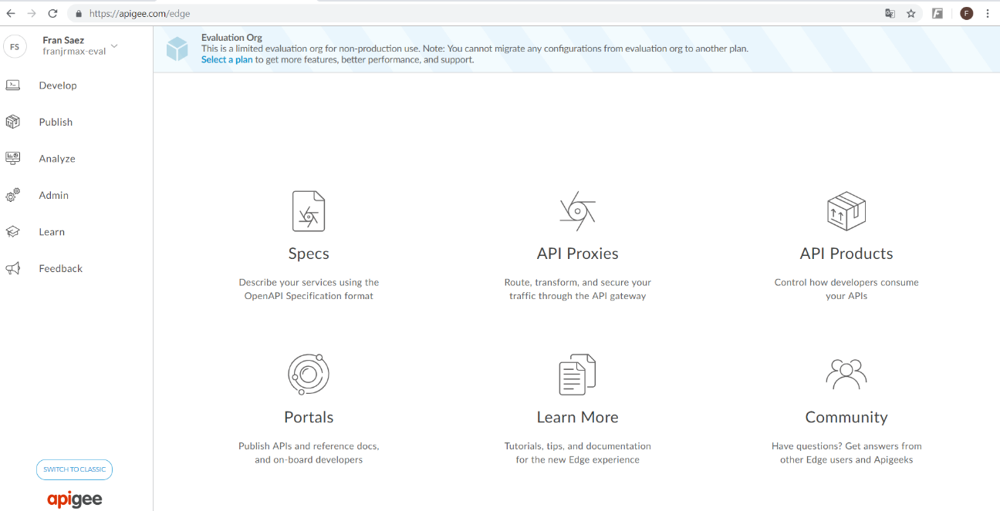 https://apigee.com/edge
F
F
FS
Fran Saez
franjrmax-eval
Develop
Publish
Analyze
Admin
Learn
Feedback
SWITCH TO CLASSIC
apigee
Evaluation Org
This is a limited evaluation org for non-production use. Note: You cannot migrate any configurations from evaluation org to another plan.
Select a plan to get more features, better performance, and support.
Specs
Describe your services using the
OpenAPI Specification format
API Proxies
Route, transform, and secure your
traffic through the API gateway
API Products
Control how developers consume
your APIs
Portals
Publish APIs and reference docs,
and on-board developers
Learn More
Tutorials, tips, and documentation
for the new Edge experience
Community
Have questions? Get answers from
other Edge users and Apigeeks